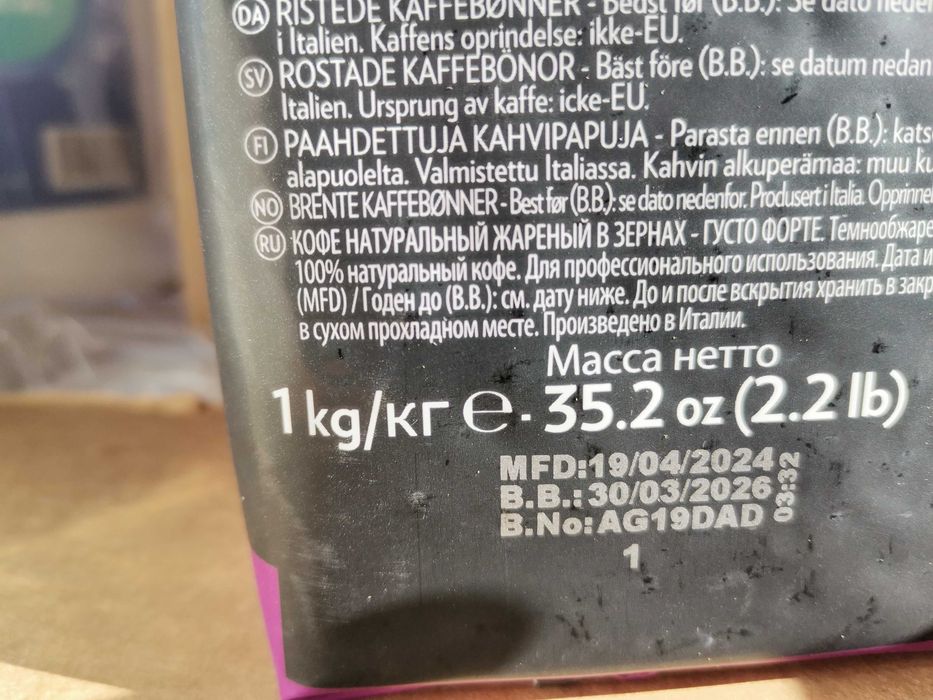 DA RISTEDE KAFFEBØNNER - Bedst før (B.B.): Se dato
i Italien. Kaffens oprindelse: ikke-EU.
SV ROSTADE KAFFEBÖNOR - Bäst före (B.B.): se datum nedan
Italien. Ursprung av kaffe: icke-EU.
FI PAAHDETTUJA KAHVIPAPUJA - Parasta ennen (B.B.):
alapuolelta. Valmistettu Italiassa. Kahvin alkuperämaa: muu
NO BRENTE KAFFEBØNNER - Best før (B.B.): se dato nedenfor. Produsert i Italia.
RU КОФЕ НАТУРАЛЬНЫЙ ЖАРЕНЫЙ В ЗЕРНАХ - ГУСТО ФОРТЕ.
100% натуральный кофе. Для профессионального использования. Дата
(MFD) / Годен до (B.B.): см. дату ниже. До и после вскрытия хранить в
в сухом прохладном месте. Произведено в Италии.
Масса нетто
1 kg/кг e - 35.2 oz (2.2 lb)
MFD:19/04/2024
B.B.: 30/03/2026
B.No: AG19DAD
03:32
1